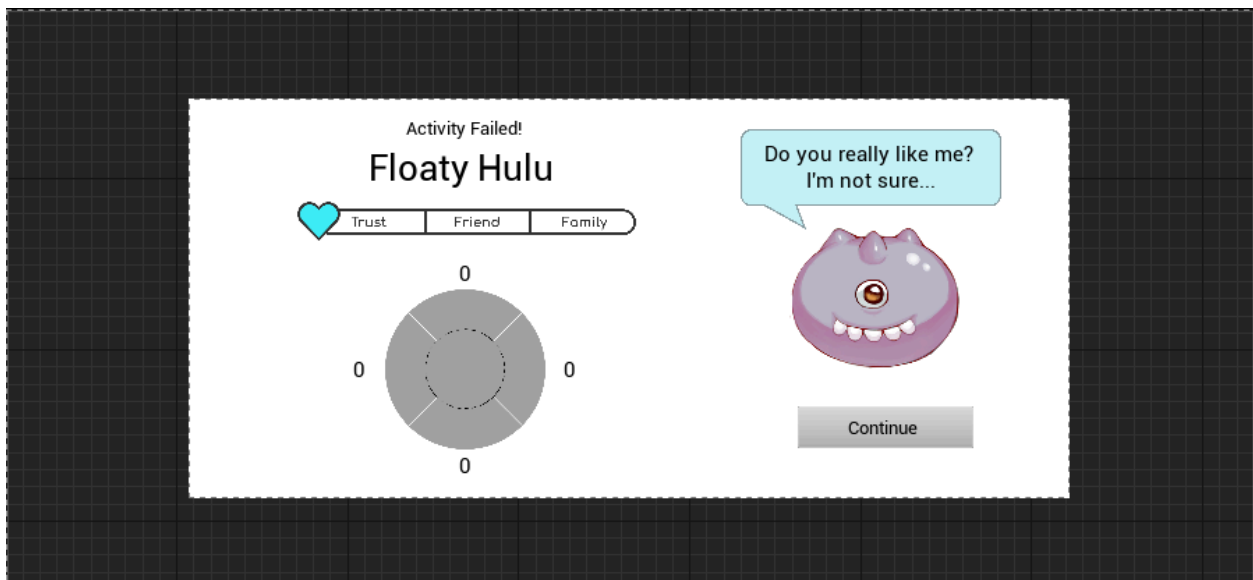 Activity Failed!
Floaty Hulu
Trust Friend Family
0
0 0
0
Do you really like me?
I'm not sure...
Continue